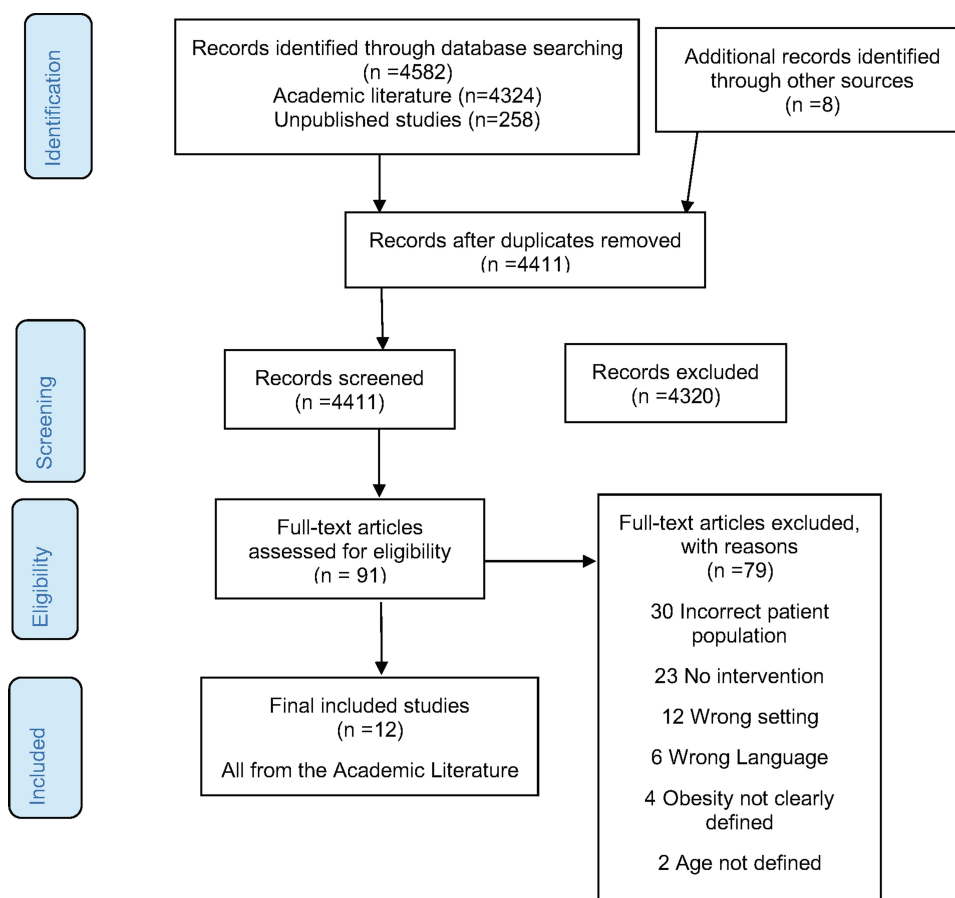 Identification
Records identified through database searching
(n =4582)
Academic literature (n=4324)
Unpublished studies (n=258)
Additional records identified
through other sources
(n =8)
Records after duplicates removed
(n =4411)
Screening
Records screened
(n =4411)
Records excluded
(n =4320)
Eligibility
Full-text articles
assessed for eligibility
(n = 91)
Full-text articles excluded,
with reasons
(n =79)
30 Incorrect patient
population
23 No intervention
12 Wrong setting
6 Wrong Language
4 Obesity not clearly
defined
2 Age not defined
Included
Final included studies
(n =12)
All from the Academic Literature